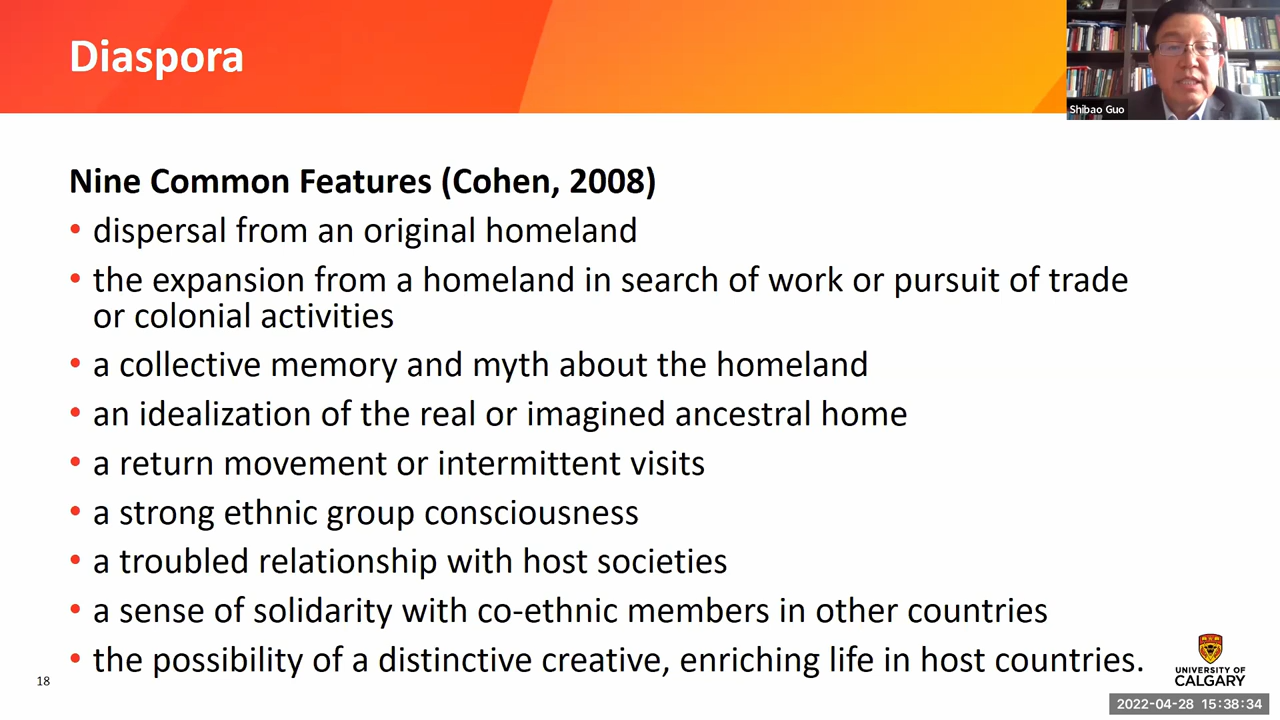 Diaspora
Shibao Guo
Nine Common Features (Cohen, 2008)
• dispersal from an original homeland
• the expansion from a homeland in search of work or pursuit of trade
or colonial activities
• a collective memory and myth about the homeland
• an idealization of the real or imagined ancestral home
• a return movement or intermittent visits
• a strong ethnic group consciousness
• a troubled relationship with host societies
• a sense of solidarity with co-ethnic members in other countries
• the possibility of a distinctive creative, enriching life in host countries.
18
UNIVERSITY OF
CALGARY
2022-04-28 15:38:34